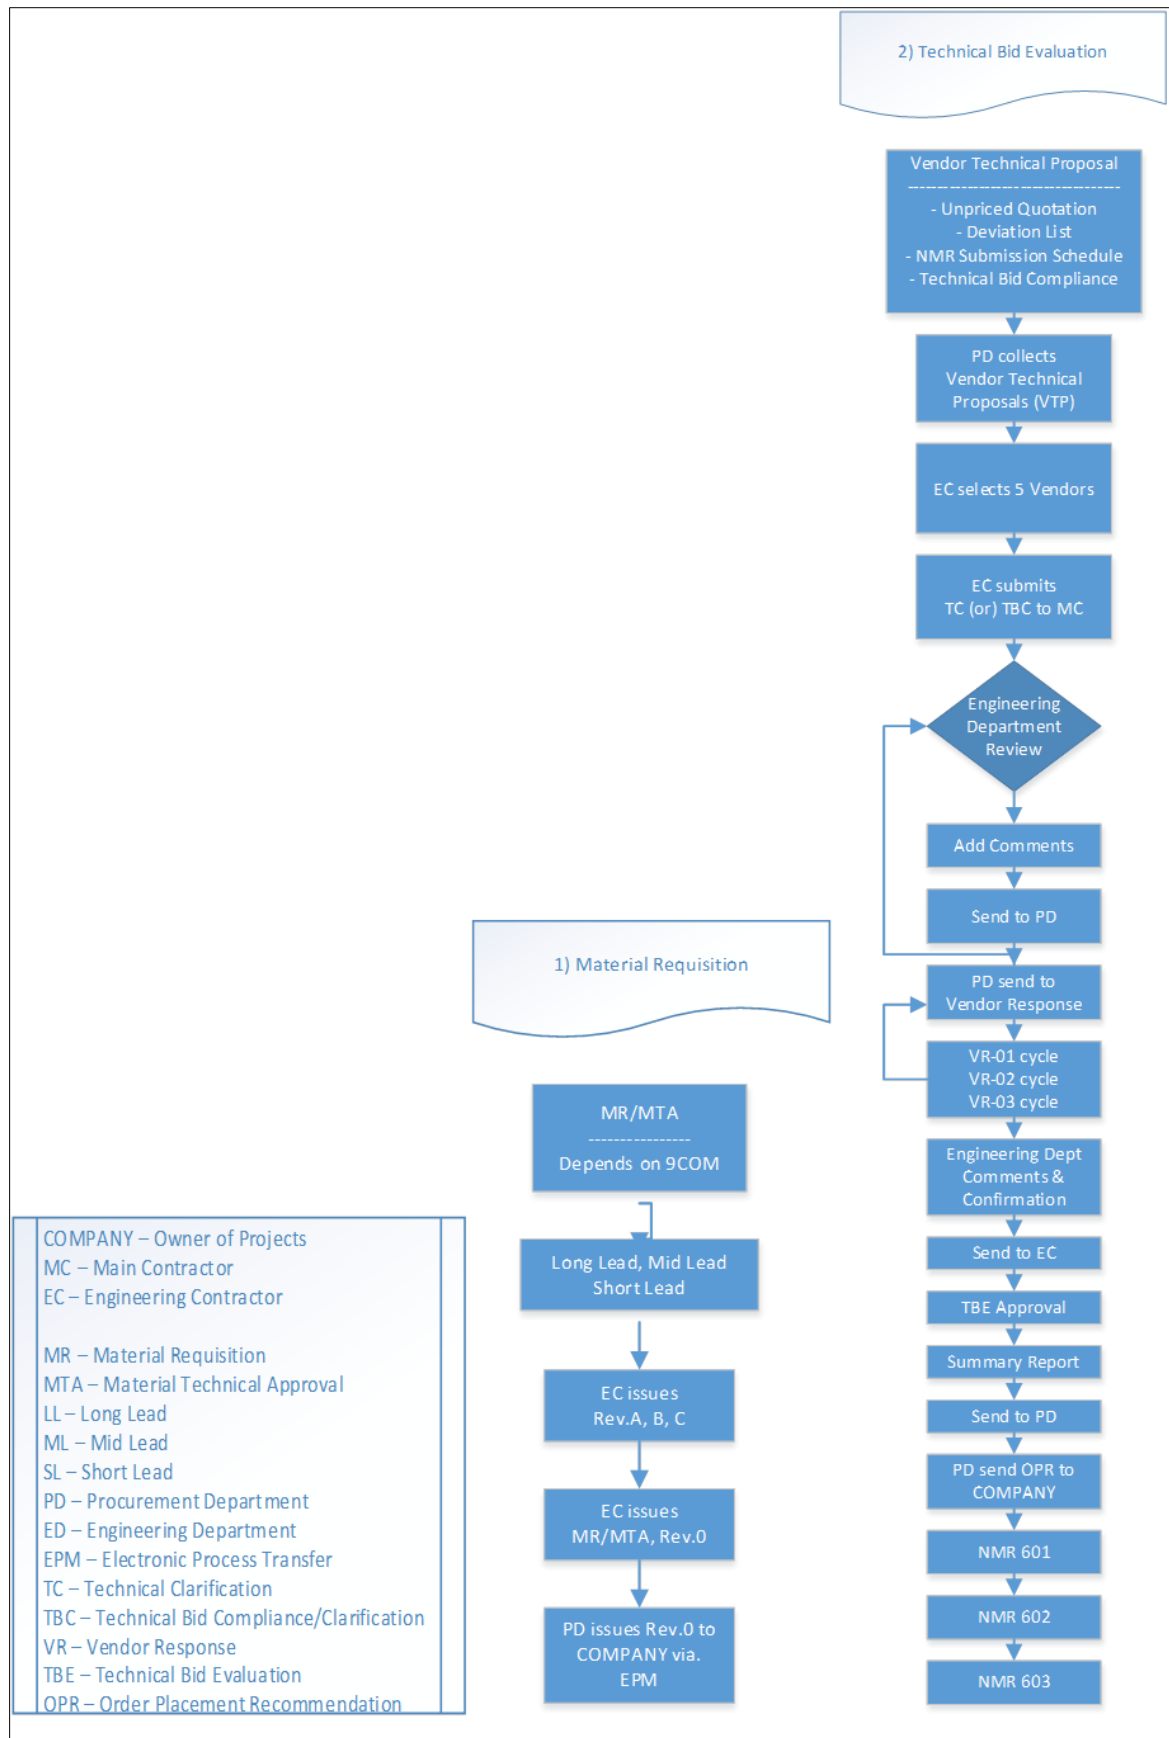 2) Technical Bid Evaluation
Vendor Technical Proposal
------------------------------------
- Unpriced Quotation
- Deviation List
- NMR Submission Schedule
- Technical Bid Compliance
PD collects
Vendor Technical
Proposals (VTP)
EC selects 5 Vendors
EC submits
TC (or) TBC to MC
Engineering
Department
Review
Add Comments
Send to PD
PD send to
Vendor Response
VR-01 cycle
VR-02 cycle
VR-03 cycle
Engineering Dept
Comments &
Confirmation
Send to EC
TBE Approval
Summary Report
Send to PD
PD send OPR to
COMPANY
NMR 601
NMR 602
NMR 603
1) Material Requisition
MR/MTA
----------------
Depends on 9COM
Long Lead, Mid Lead
Short Lead
EC issues
Rev.A, B, C
EC issues
MR/MTA, Rev.0
PD issues Rev.0 to
COMPANY via.
EPM
COMPANY – Owner of Projects
MC – Main Contractor
EC – Engineering Contractor
MR – Material Requisition
MTA – Material Technical Approval
LL – Long Lead
ML – Mid Lead
SL – Short Lead
PD – Procurement Department
ED – Engineering Department
EPM – Electronic Process Transfer
TC – Technical Clarification
TBC – Technical Bid Compliance/Clarification
VR – Vendor Response
TBE – Technical Bid Evaluation
OPR – Order Placement Recommendation